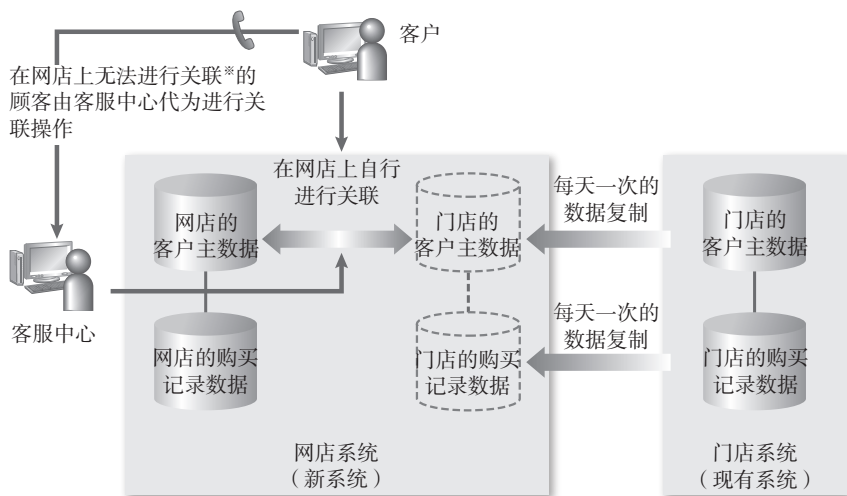 客户
在网店上无法进行关联※的
顾客由客服中心代为进行关
联操作
在网店上自行
进行关联
每天一次的
数据复制
网店的
客户主数据
门店的
客户主数据
门店的
客户主数据
客服中心
每天一次的
数据复制
网店的购买
记录数据
门店的购买
记录数据
门店的购买
记录数据
网店系统
（新系统）
门店系统
（现有系统）